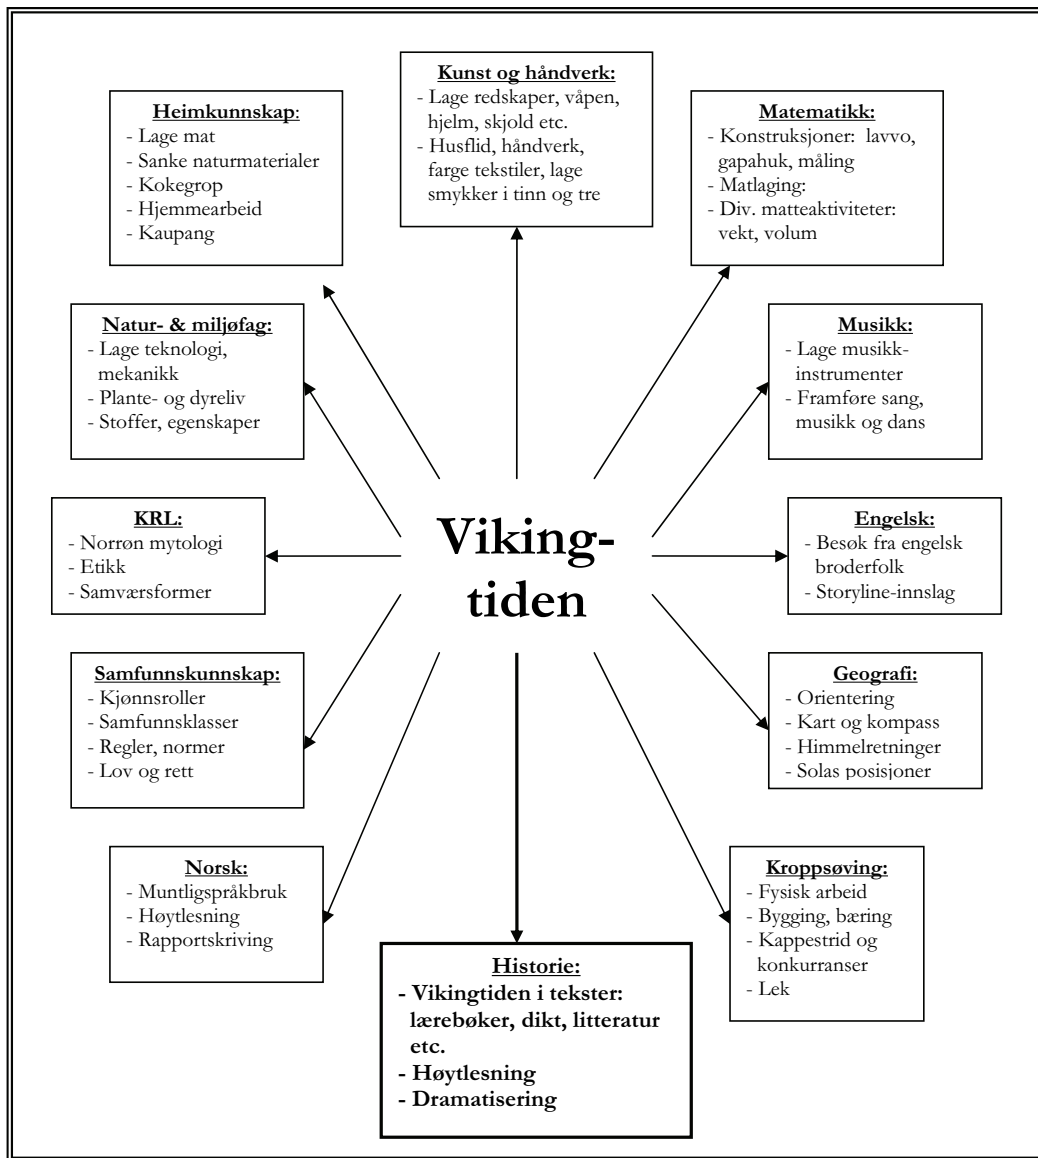 Kunst og håndverk:
- Lage redskaper, våpen,
hjelm, skjold etc.
- Husflid, håndverk,
farge tekstiler, lage
smykker i tinn og tre
Heimkunnskap:
- Lage mat
- Sanke naturmaterialer
- Kokegrop
- Hjemmearbeid
- Kaupang
Matematikk:
- Konstruksjoner: lavvo,
gapahuk, måling
- Matlaging:
- Div. matteaktiviteter:
vekt, volum
Natur- & miljøfag:
- Lage teknologi,
mekanikk
- Plante- og dyreliv
- Stoffer, egenskaper
Musikk:
- Lage musikk-
instrumenter
- Framføre sang,
musikk og dans
KRL:
- Norrøn mytologi
- Etikk
- Samværsformer
Viking-
tiden
Engelsk:
- Besøk fra engelsk
broderfolk
- Storyline-innslag
Samfunnskunnskap:
- Kjønnsroller
- Samfunnsklasser
- Regler, normer
- Lov og rett
Geografi:
- Orientering
- Kart og kompass
- Himmelretninger
- Solas posisjoner
Norsk:
- Muntligspråkbruk
- Høytlesning
- Rapportskriving
Kroppsøving:
- Fysisk arbeid
- Bygging, bæring
- Kappestrid og
konkurranser
- Lek
Historie:
- Vikingtiden i tekster:
lærebøker, dikt, litteratur
etc.
- Høytlesning
- Dramatisering